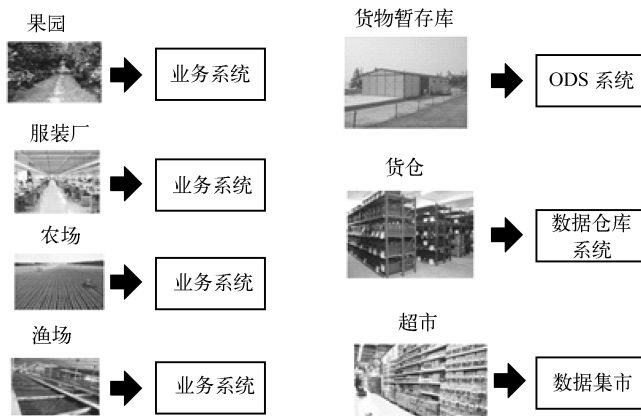 果园
业务系统
服装厂
业务系统
农场
业务系统
渔场
业务系统
货物暂存库
ODS 系统
货仓
数据仓库
系统
超市
数据集市